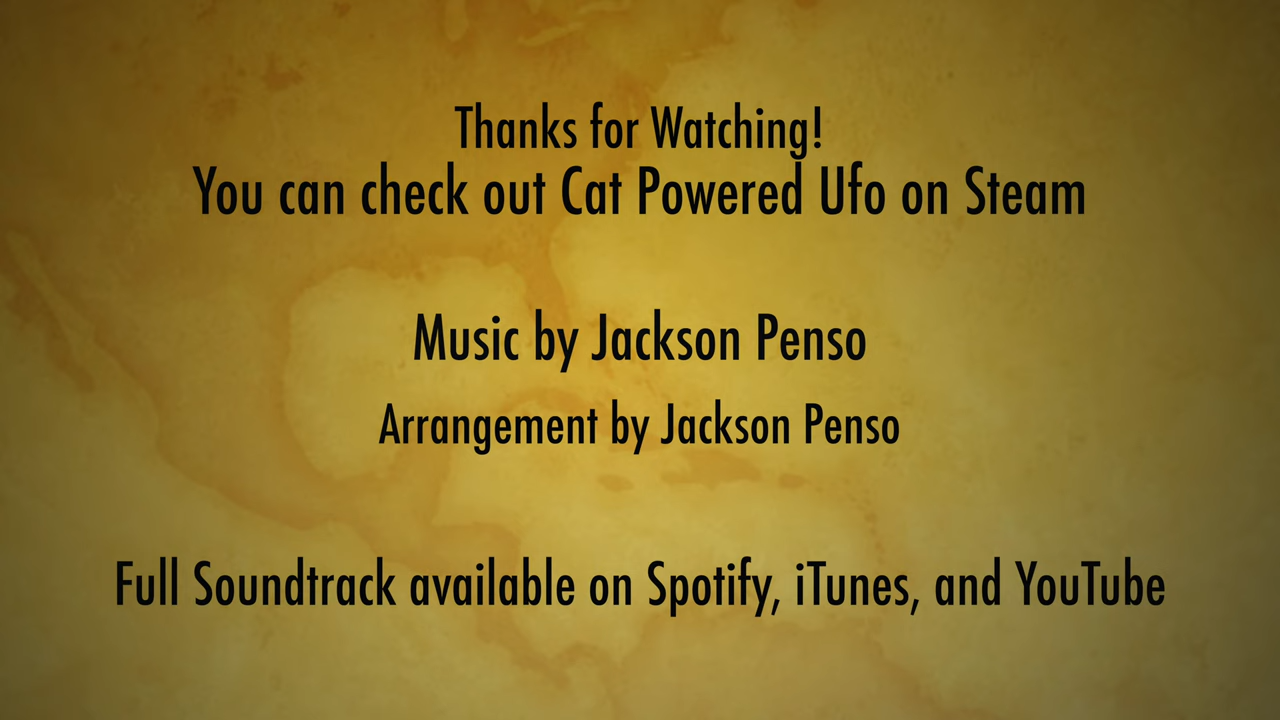 Thanks for Watching!
You can check out Cat Powered Ufo on Steam
Music by Jackson Penso
Arrangement by Jackson Penso
Full Soundtrack available on Spotify, iTunes, and YouTube